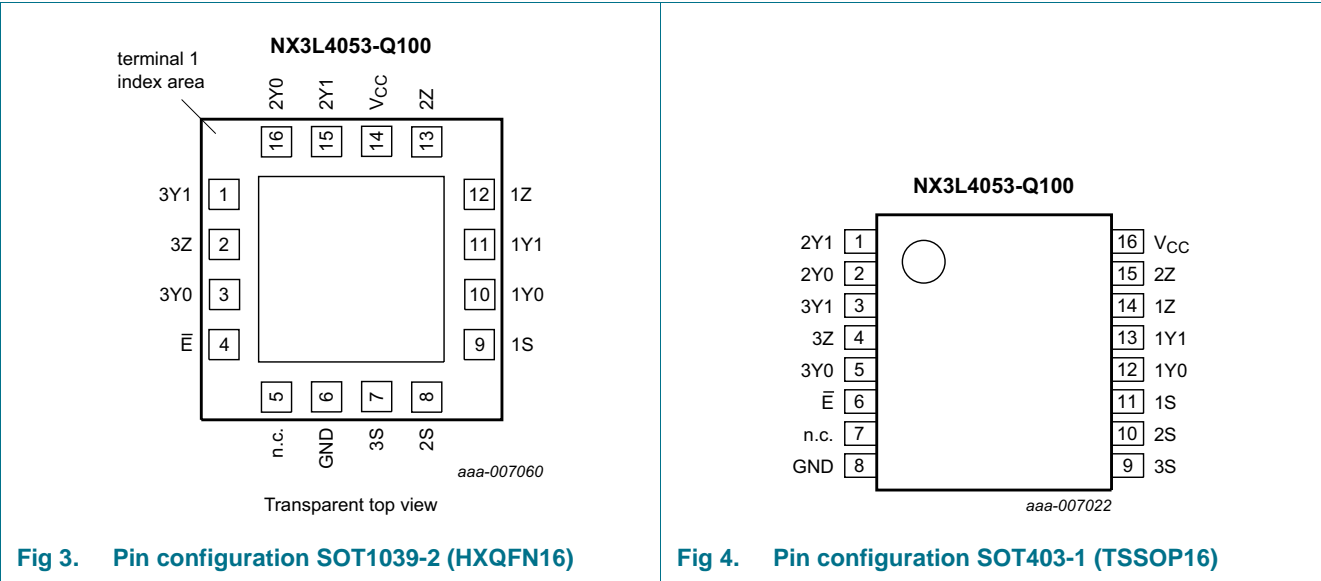 NX3L4053-Q100
terminal 1
index area
2Y0 2Y1 VCC 2Z
16 15 14 13
3Y1 1 12 1Z
3Z 2 11 1Y1
3Y0 3 10 1Y0
E̅ 4 9 1S
5 6 7 8
n.c. GND 3S 2S
aaa-007060
Transparent top view
Fig 3. Pin configuration SOT1039-2 (HXQFN16)
NX3L4053-Q100
2Y1 1 16 VCC
2Y0 2 15 2Z
3Y1 3 14 1Z
3Z 4 13 1Y1
3Y0 5 12 1Y0
E̅ 6 11 1S
n.c. 7 10 2S
GND 8 9 3S
aaa-007022
Fig 4. Pin configuration SOT403-1 (TSSOP16)